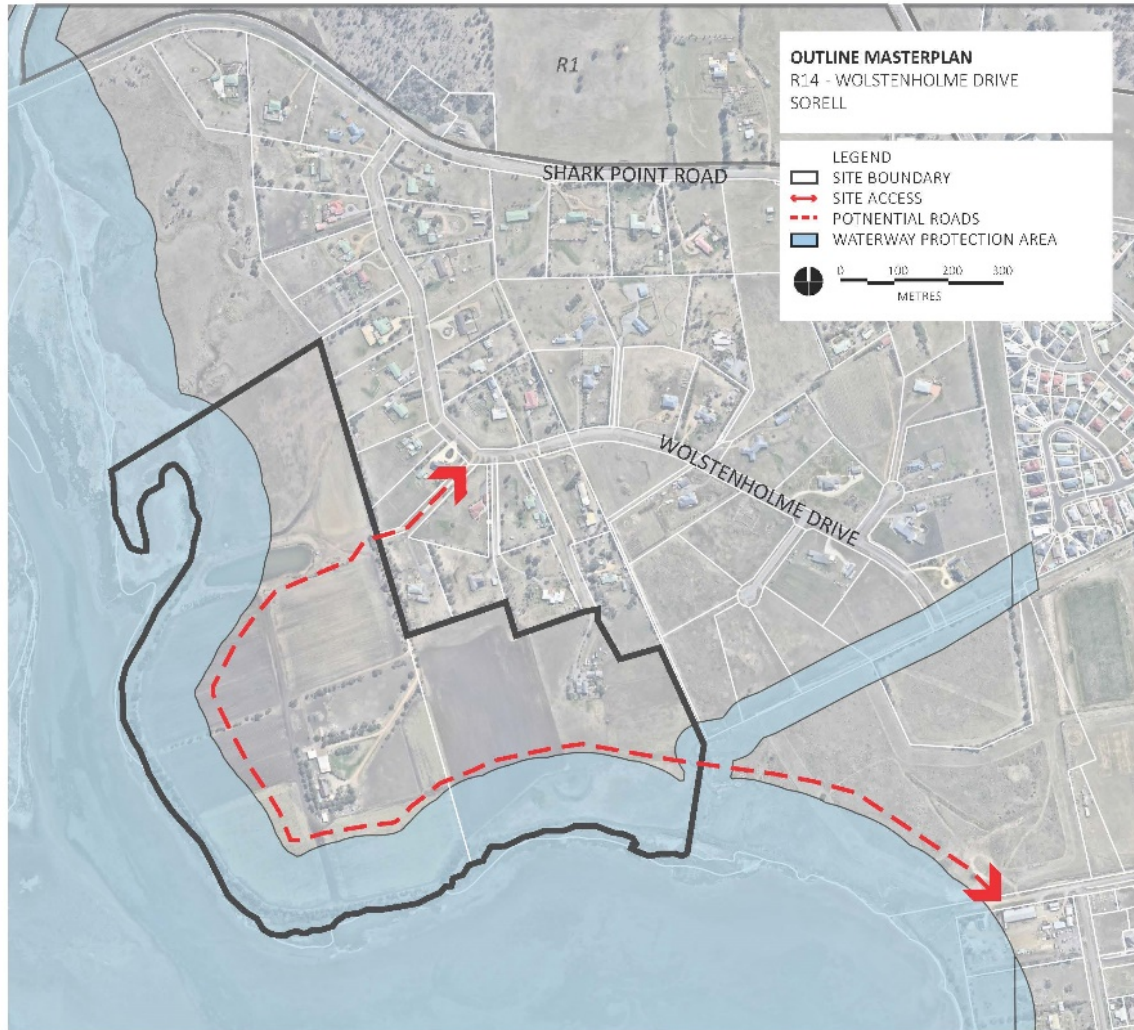 R1
OUTLINE MASTERPLAN
R14 - WOLSTENHOLME DRIVE
SORELL
LEGEND
SITE BOUNDARY
SITE ACCESS
POTNENTIAL ROADS
WATERWAY PROTECTION AREA
0 100 200 300
METRES
SHARK POINT ROAD
WOLSTENHOLME DRIVE